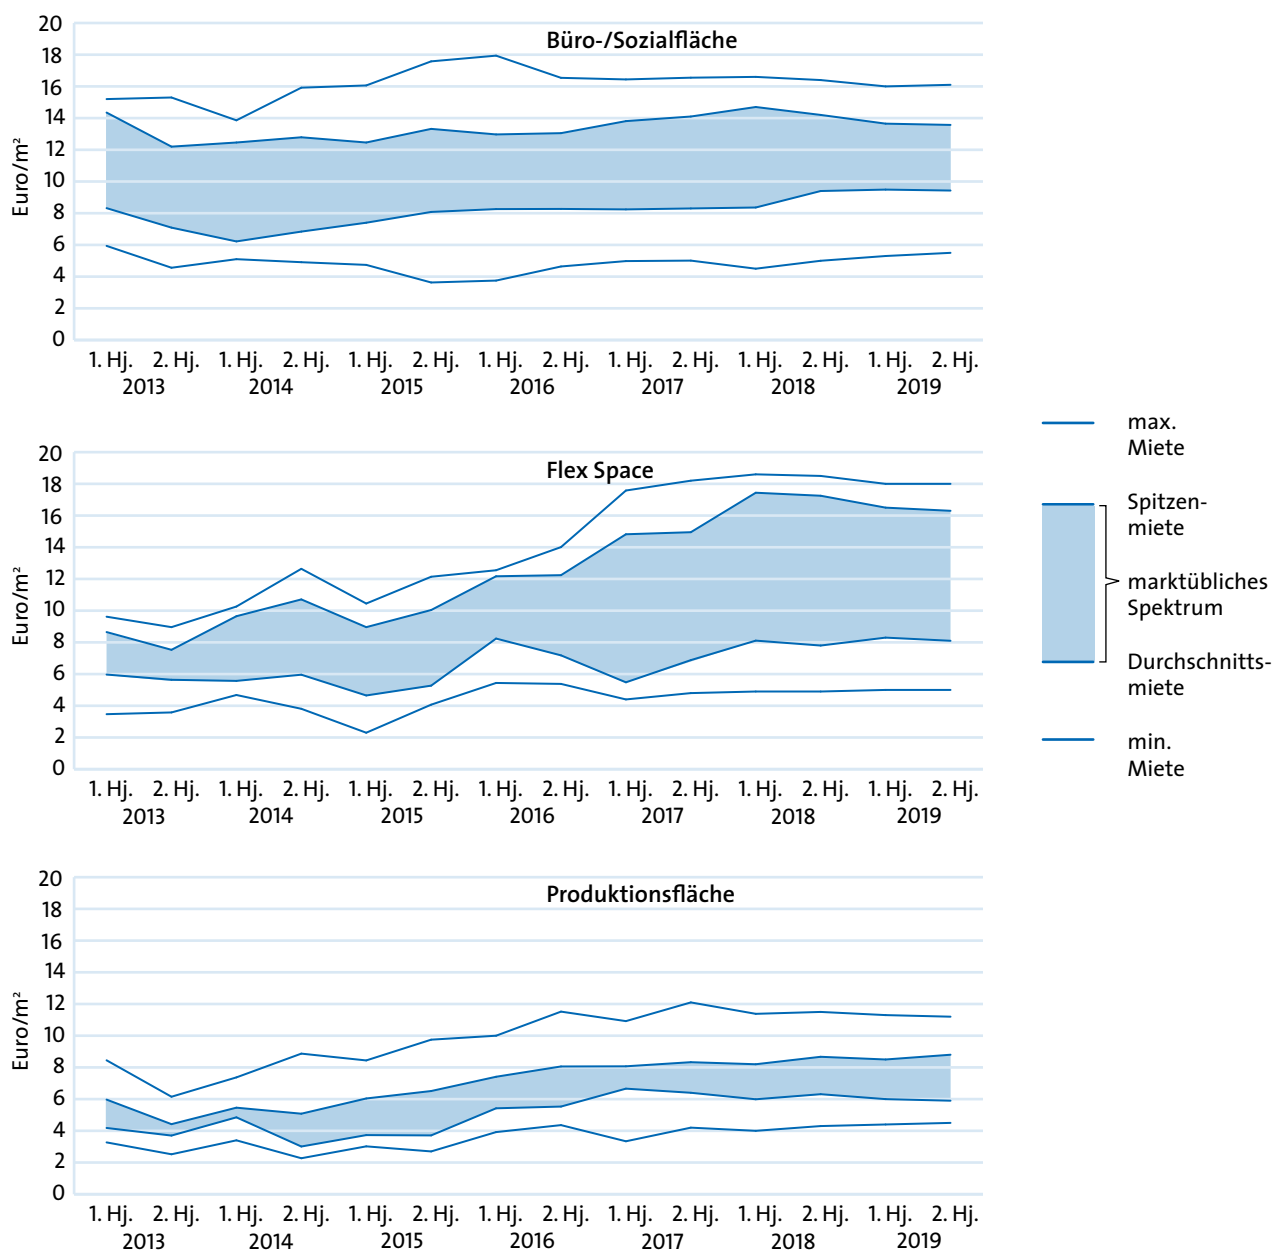 Büro-/Sozialfläche
Euro/m²
20
18
16
14
12
10
8
6
4
2
0
1. Hj. 2. Hj. 1. Hj. 2. Hj. 1. Hj. 2. Hj. 1. Hj. 2. Hj. 1. Hj. 2. Hj. 1. Hj. 2. Hj. 1. Hj. 2. Hj.
2013 2014 2015 2016 2017 2018 2019
Flex Space
Euro/m²
20
18
16
14
12
10
8
6
4
2
0
1. Hj. 2. Hj. 1. Hj. 2. Hj. 1. Hj. 2. Hj. 1. Hj. 2. Hj. 1. Hj. 2. Hj. 1. Hj. 2. Hj. 1. Hj. 2. Hj.
2013 2014 2015 2016 2017 2018 2019
max.
Miete
Spitzen-
miete
marktübliches
Spektrum
Durchschnitts-
miete
min.
Miete
Produktionsfläche
Euro/m²
20
18
16
14
12
10
8
6
4
2
0
1. Hj. 2. Hj. 1. Hj. 2. Hj. 1. Hj. 2. Hj. 1. Hj. 2. Hj. 1. Hj. 2. Hj. 1. Hj. 2. Hj. 1. Hj. 2. Hj.
2013 2014 2015 2016 2017 2018 2019